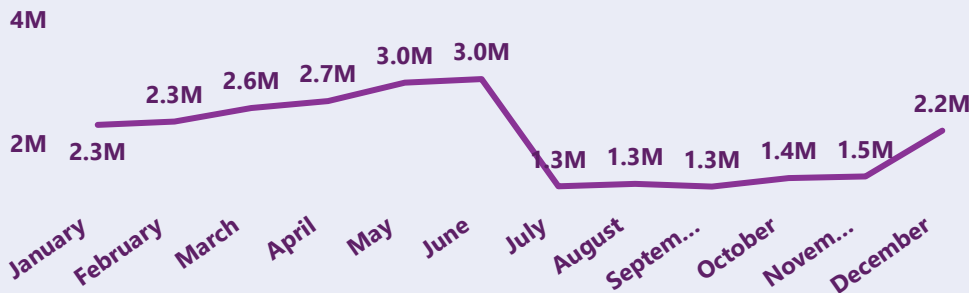 4M
3.0M
3.0M
2.7M
2.6M
2.3M
2.2M
2M
2.3M
1.3M
1.3M
1.3M
1.4M
1.5M
January
February
March
April
May
June
July
August
Septem...
October
Novem...
December